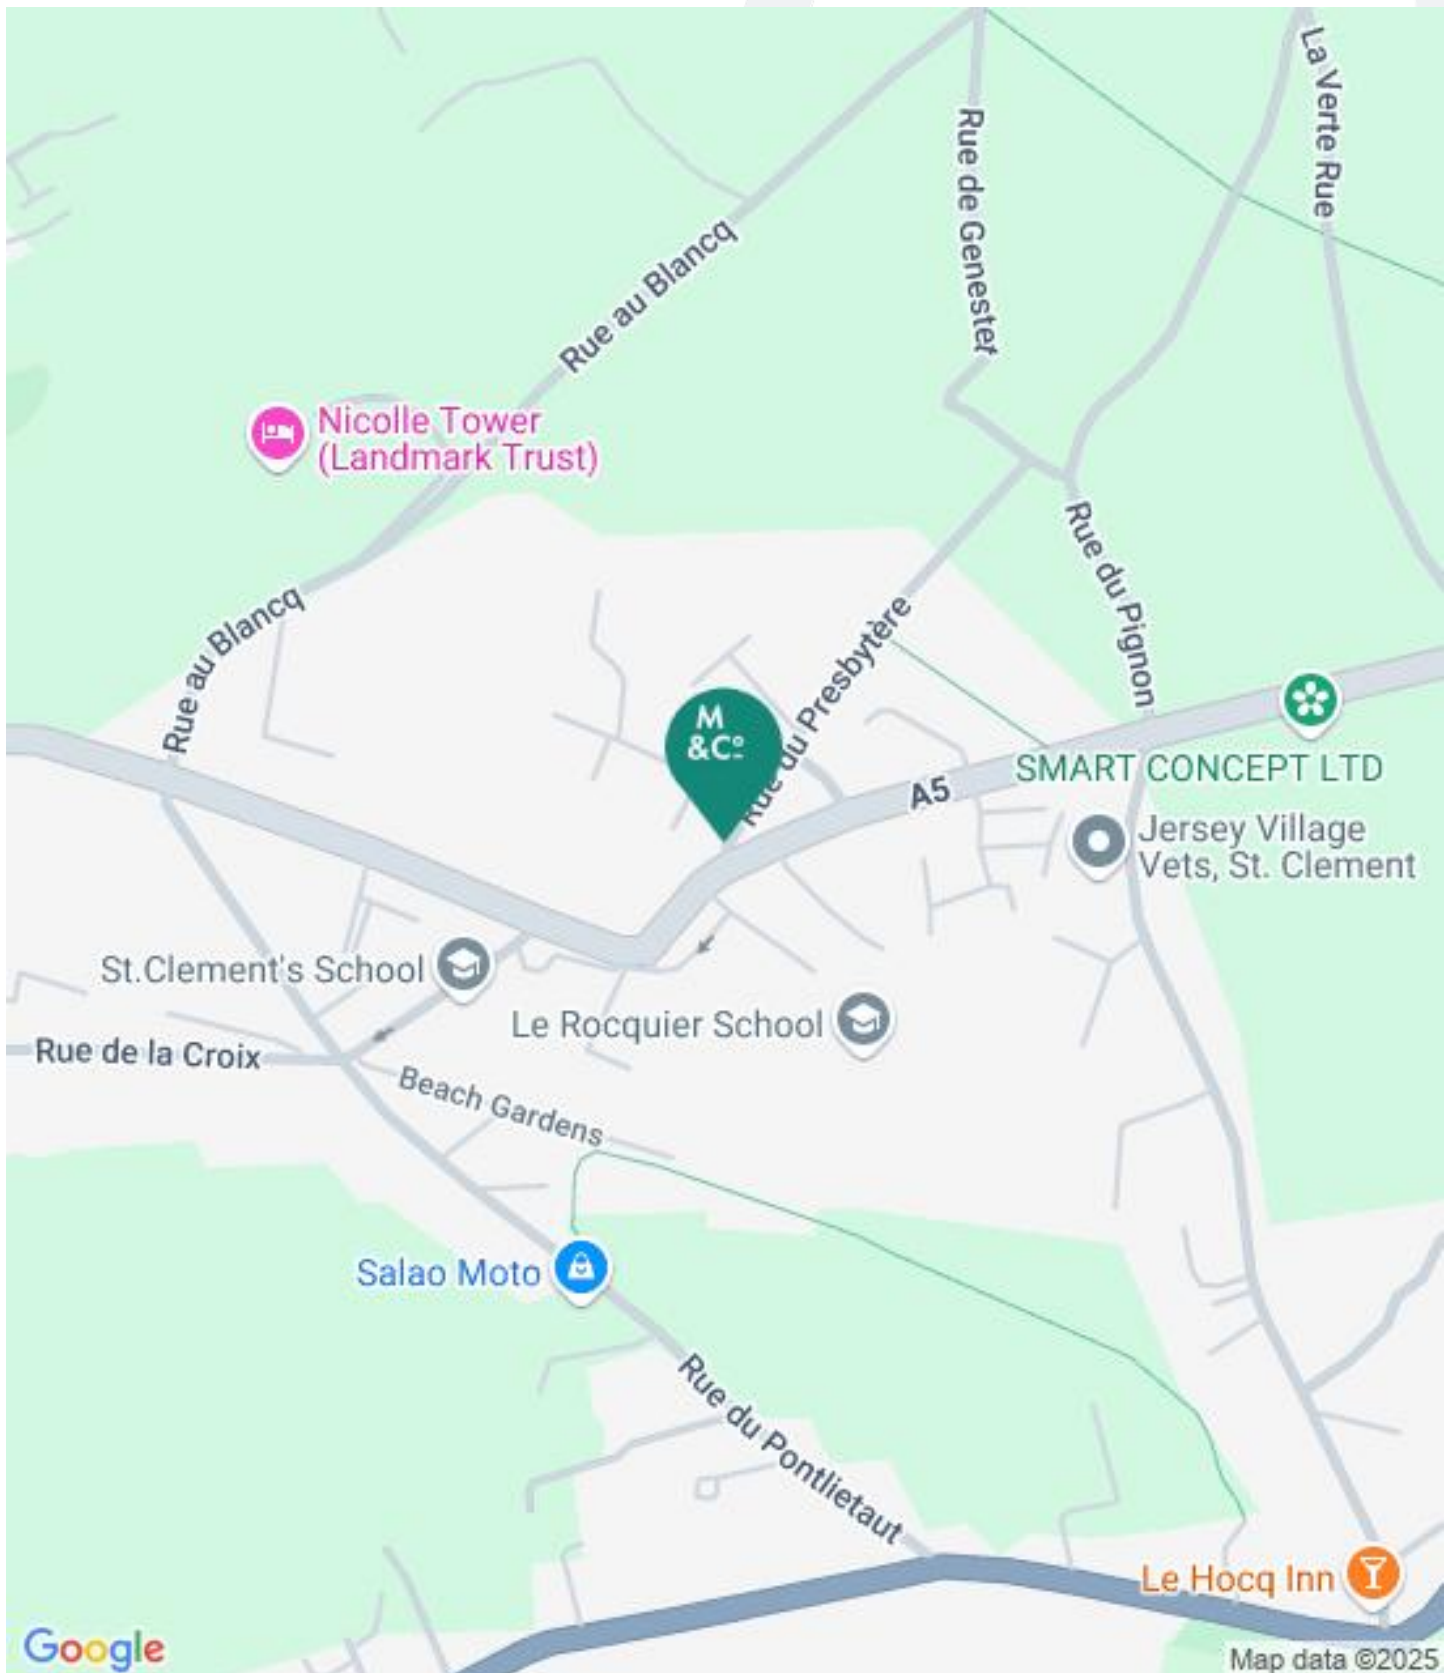 La Verte Rue
Rue de Genestet
Rue au Blancq
Nicolle Tower
(Landmark Trust)
Rue du Pignon
Rue au Blancq
Rue du Presbytère
M
&Cº
SMART CONCEPT LTD
A5
Jersey Village
Vets, St. Clement
St.Clement's School
Le Rocquier School
Rue de la Croix
Beach Gardens
Salao Moto
Rue du Pontlietaut
Le Hocq Inn
Google
Map data ©2025